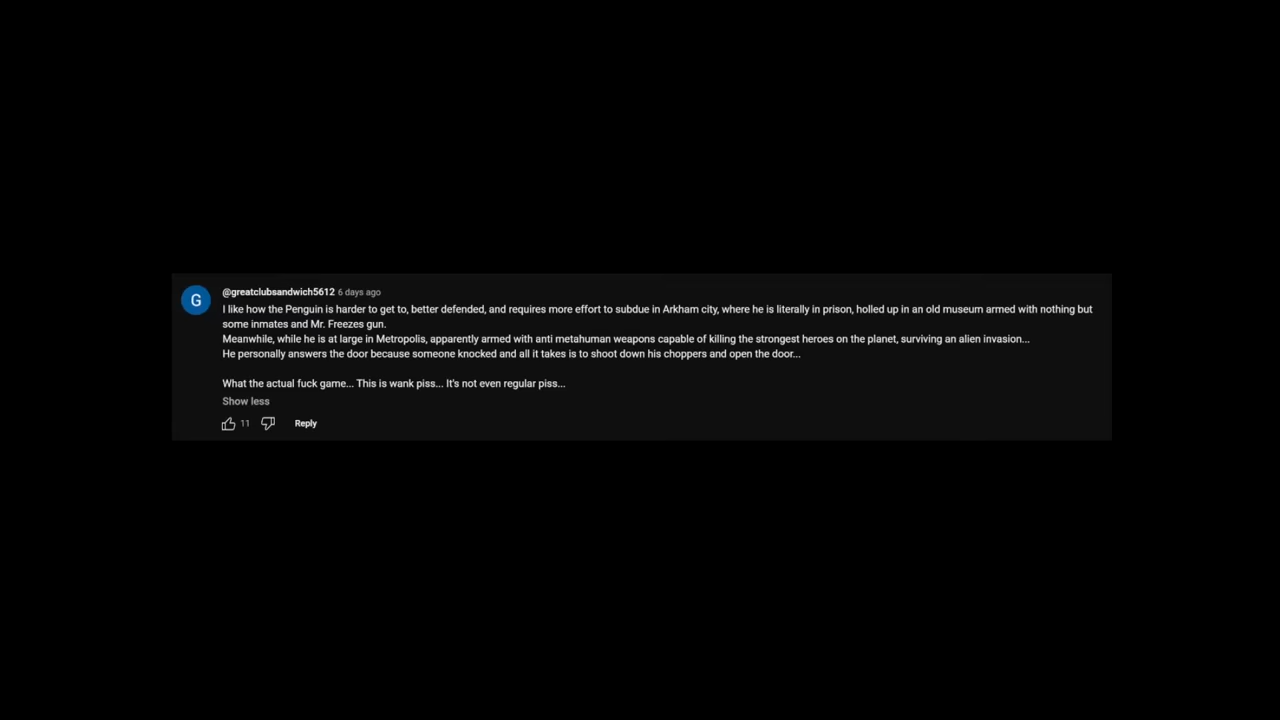 G
@greatclubsandwich5612 6 days ago
I like how the Penguin is harder to get to, better defended, and requires more effort to subdue in Arkham city, where he is literally in prison, holled up in an old museum armed with nothing but
some inmates and Mr. Freezes gun.
Meanwhile, while he is at large in Metropolis, apparently armed with anti metahuman weapons capable of killing the strongest heroes on the planet, surviving an alien invasion...
He personally answers the door because someone knocked and all it takes is to shoot down his choppers and open the door...
What the actual fuck game... This is wank piss... It's not even regular piss...
Show less
11 Reply